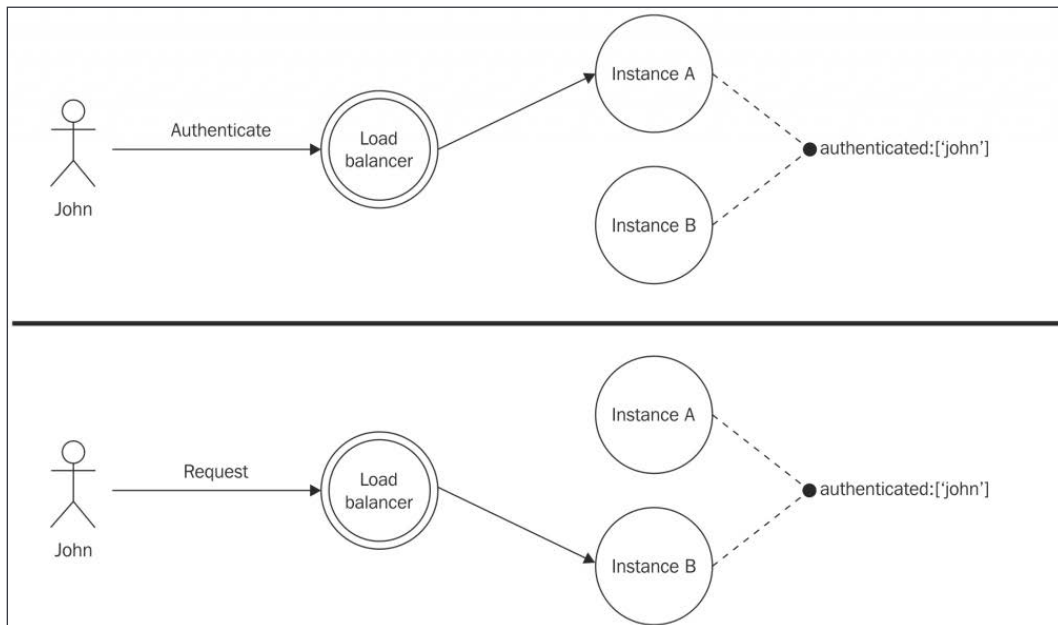 Instance A
Authenticate
Load
balancer
authenticated:[‘john’]
John
Instance B
Instance A
Request
Load
balancer
authenticated:[‘john’]
John
Instance B